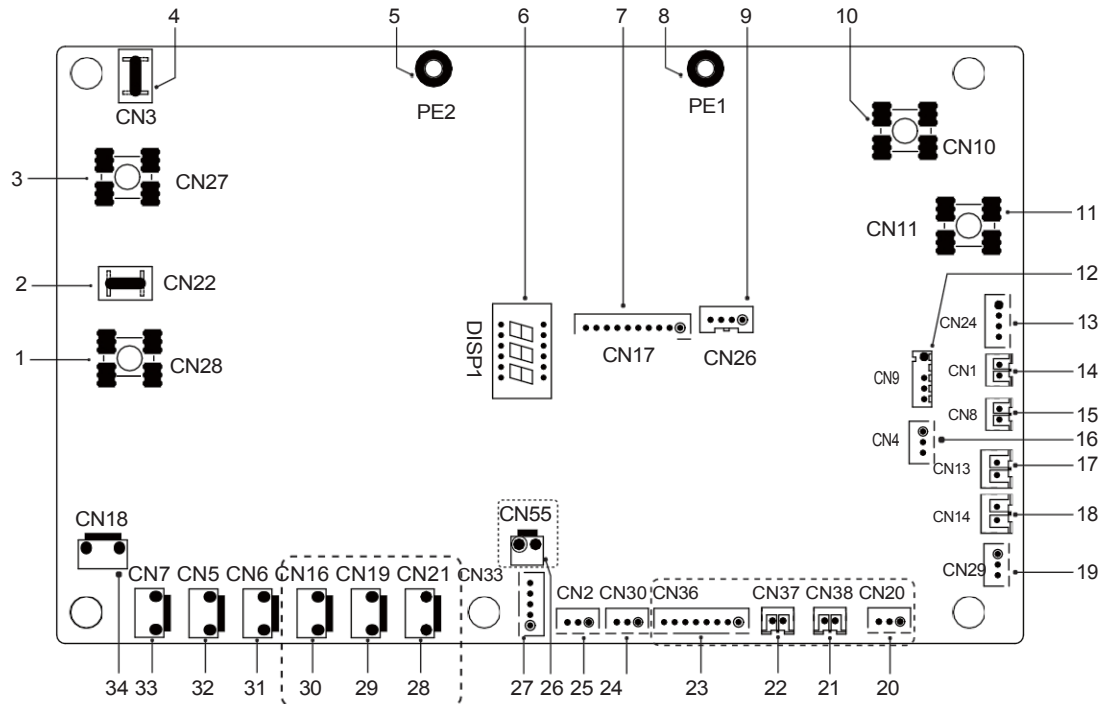 4 5 6 7 8 9 10
CN3 PE2 PE1
CN10
3 CN27
CN11 11
2 CN22
12
CN24 13
DISP1
CN17 CN26
1 CN28
CN9 CN1 14
CN8 15
CN4 16
CN13 17
CN18 CN55
CN14 18
CN7 CN5 CN6 CN16 CN19 CN21 CN33
CN29 19
CN2 CN30 CN36 CN37 CN38 CN20
34 33 32 31 30 29 28 27 26 25 24 23 22 21 20